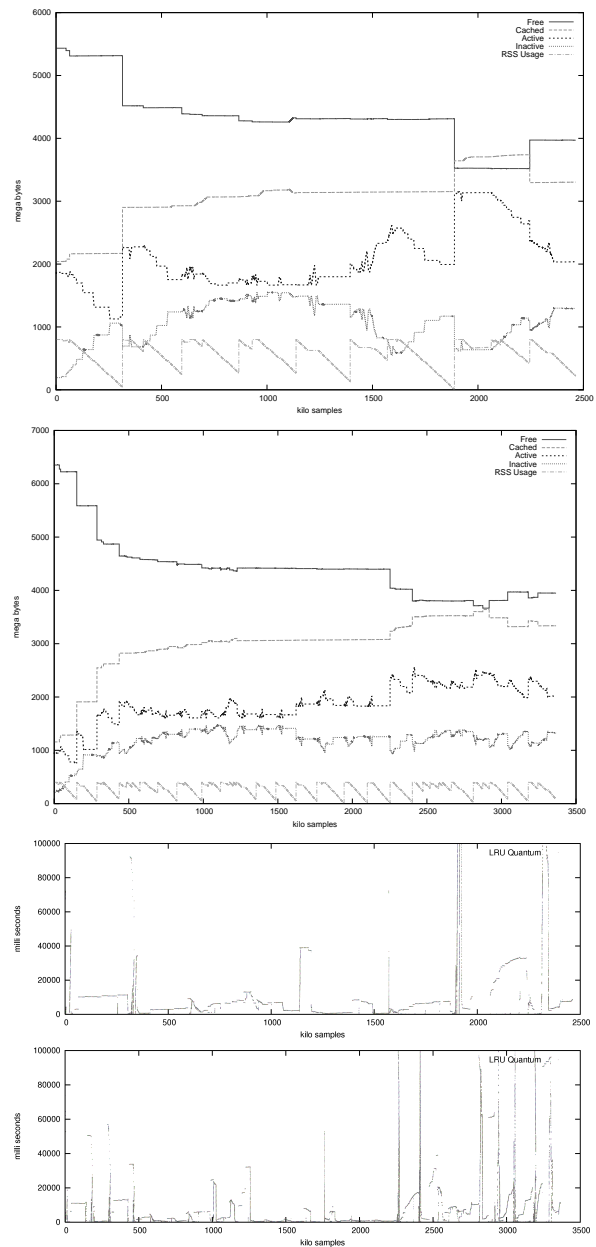 6000
5000
4000
3000
2000
1000
0
mega bytes
Free
Cached
Active
Inactive
RSS Usage
0 500 1000 1500 2000 2500
kilo samples
7000
6000
5000
4000
3000
2000
1000
0
mega bytes
Free
Cached
Active
Inactive
RSS Usage
0 500 1000 1500 2000 2500 3000 3500
kilo samples
100000
80000
60000
40000
20000
0
milli seconds
LRU Quantum
0 500 1000 1500 2000 2500
kilo samples
100000
80000
60000
40000
20000
0
milli seconds
LRU Quantum
0 500 1000 1500 2000 2500 3000 3500
kilo samples